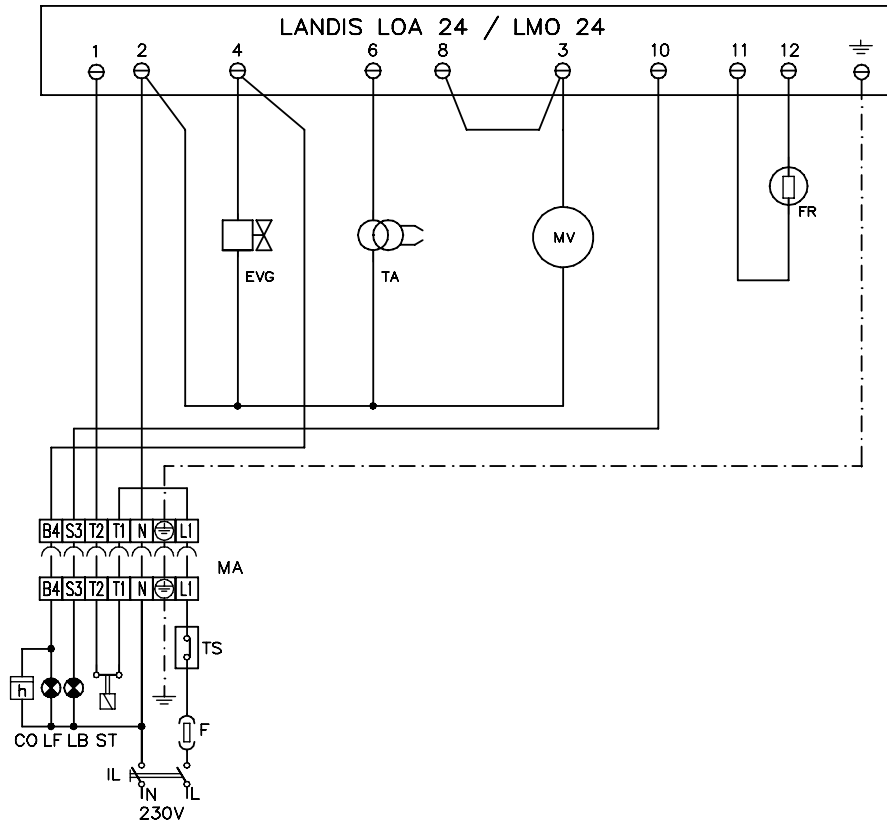 LANDIS LOA 24 / LMO 24
1 2 4 6 8 3 10 11 12
FR
MV
EVG TA
B4 S3 T2 T1 N L1
MA
B4 S3 T2 T1 N L1
TS
h
F
CO LF LB ST
IL
N L
230V